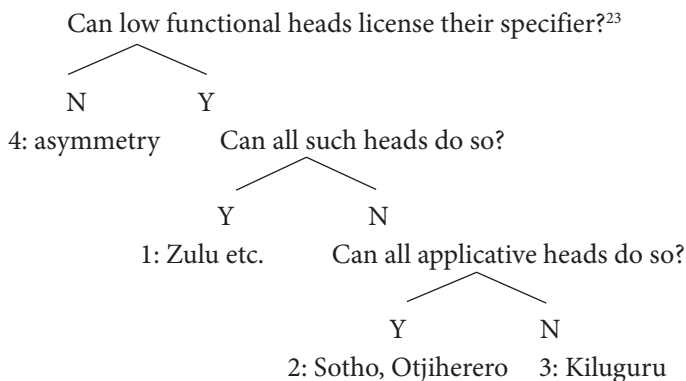 Can low functional heads license their specifier?²³
N Y
4: asymmetry Can all such heads do so?
Y N
1: Zulu etc. Can all applicative heads do so?
Y N
2: Sotho, Otjiherero 3: Kiluguru